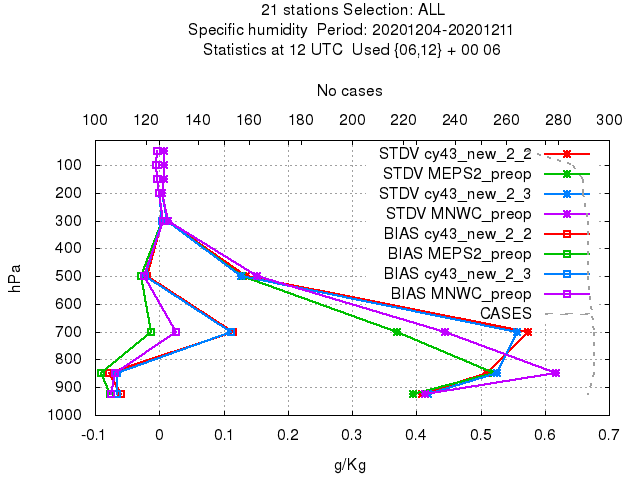 21 stations Selection: ALL
Specific humidity  Period: 20201204-20201211
Statistics at 12 UTC  Used {06,12} + 00 06
No cases
100 120 140 160 180 200 220 240 260 280 300
STDV cy43_new_2_2
STDV MEPS2_preop
STDV cy43_new_2_3
STDV MNWC_preop
BIAS cy43_new_2_2
BIAS MEPS2_preop
BIAS cy43_new_2_3
BIAS MNWC_preop
CASES
hPa
100
200
300
400
500
600
700
800
900
1000
-0.1 0 0.1 0.2 0.3 0.4 0.5 0.6 0.7
g/Kg